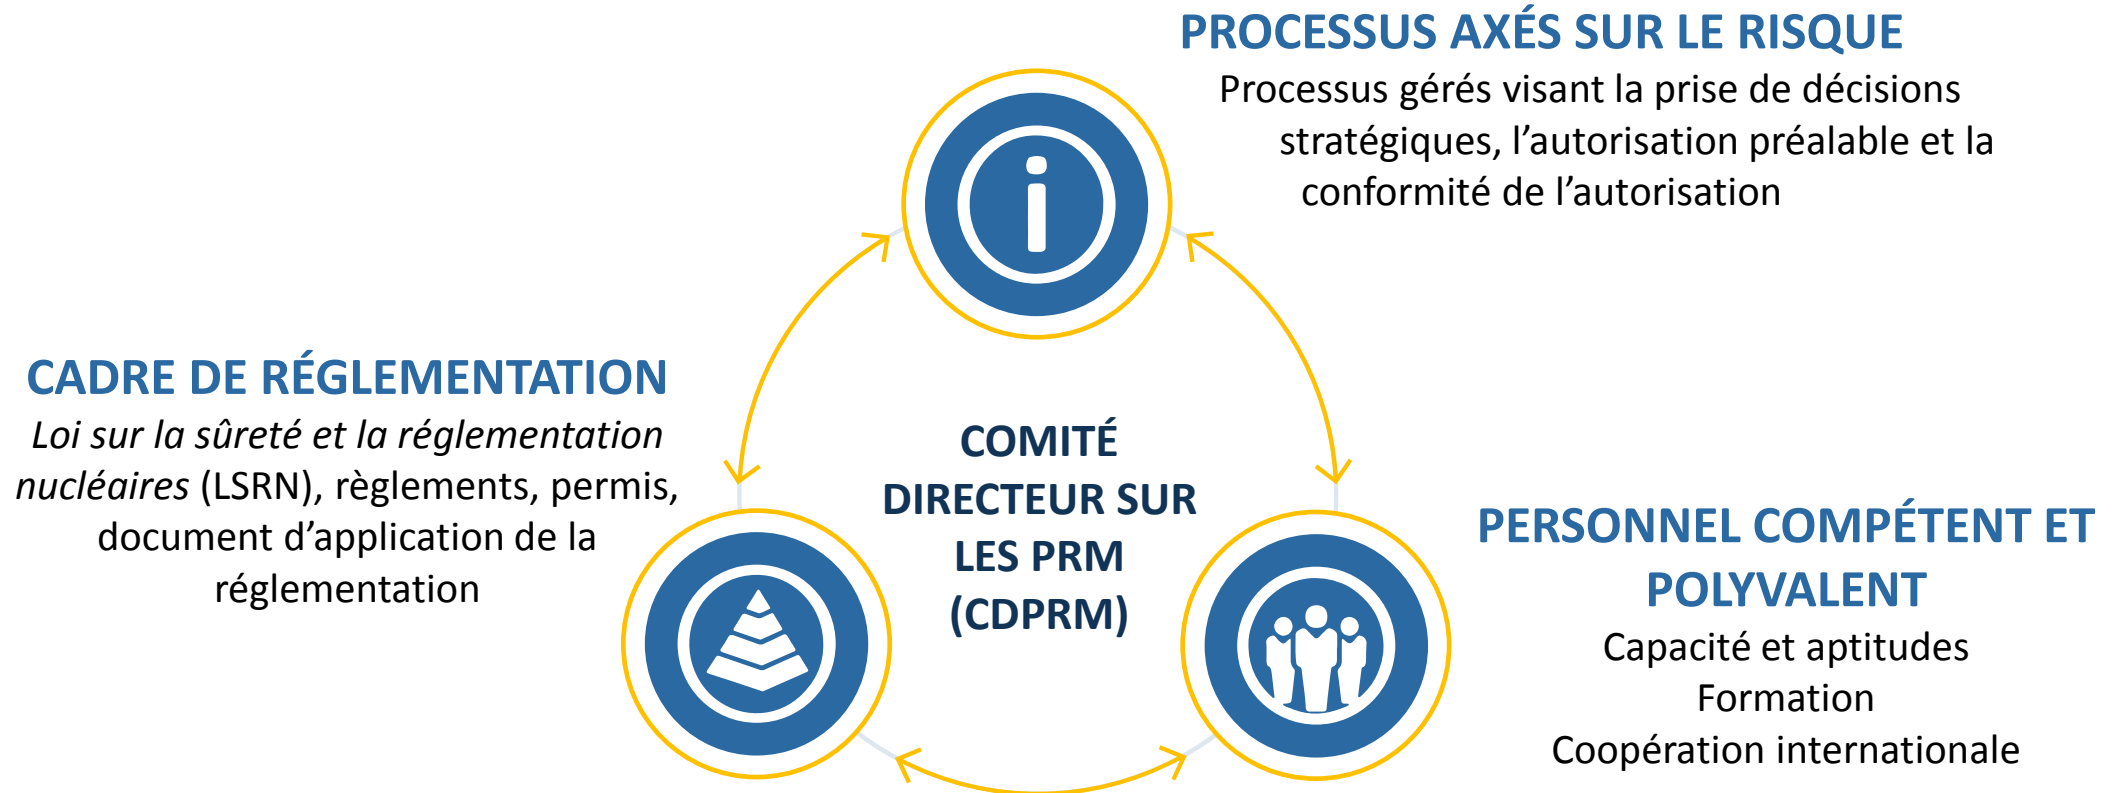 PROCESSUS AXÉS SUR LE RISQUE
Processus gérés visant la prise de décisions
stratégiques, l’autorisation préalable et la
conformité de l’autorisation
CADRE DE RÉGLEMENTATION
Loi sur la sûreté et la réglementation
nucléaires (LSRN), règlements, permis,
document d’application de la
réglementation
COMITÉ
DIRECTEUR SUR
LES PRM
(CDPRM)
PERSONNEL COMPÉTENT ET
POLYVALENT
Capacité et aptitudes
Formation
Coopération internationale